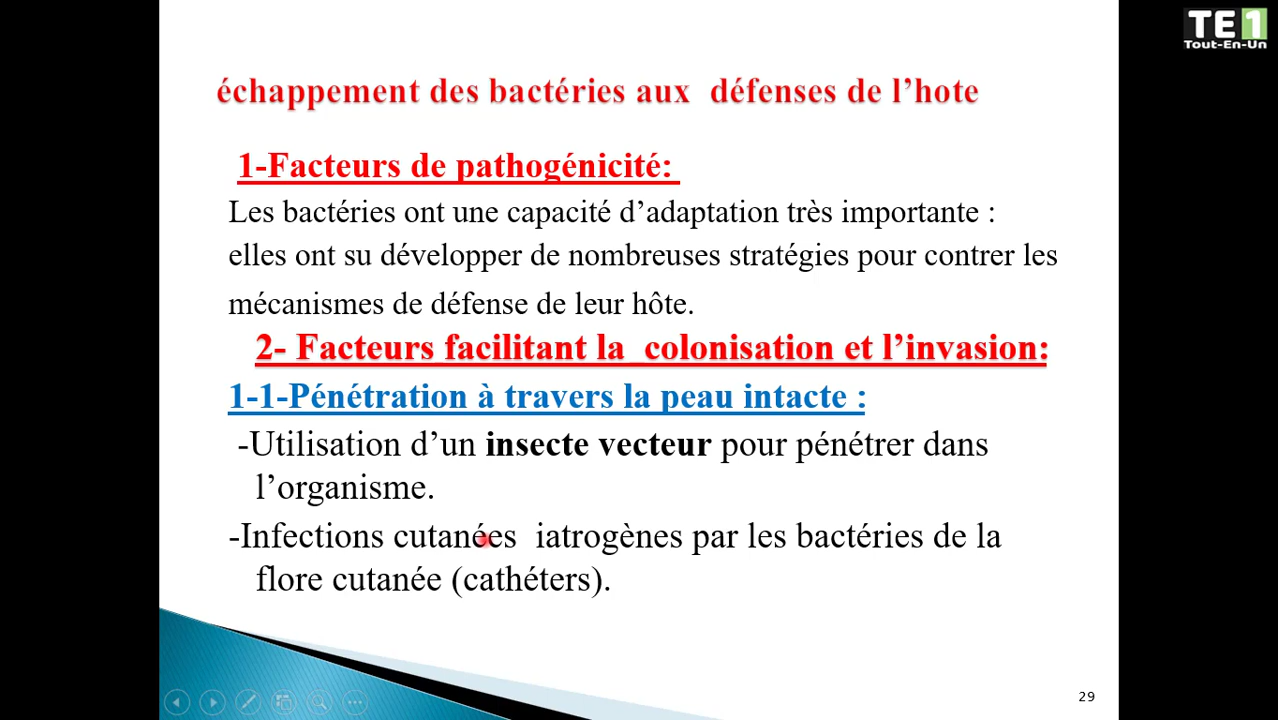 TE1
Tout-En-Un
échappement des bactéries aux défenses de l’hote
1-Facteurs de pathogénicité:
Les bactéries ont une capacité d’adaptation très importante :
elles ont su développer de nombreuses stratégies pour contrer les
mécanismes de défense de leur hôte.
2- Facteurs facilitant la colonisation et l’invasion:
1-1-Pénétration à travers la peau intacte :
-Utilisation d’un insecte vecteur pour pénétrer dans
l’organisme.
-Infections cutanées iatrogènes par les bactéries de la
flore cutanée (cathéters).
29